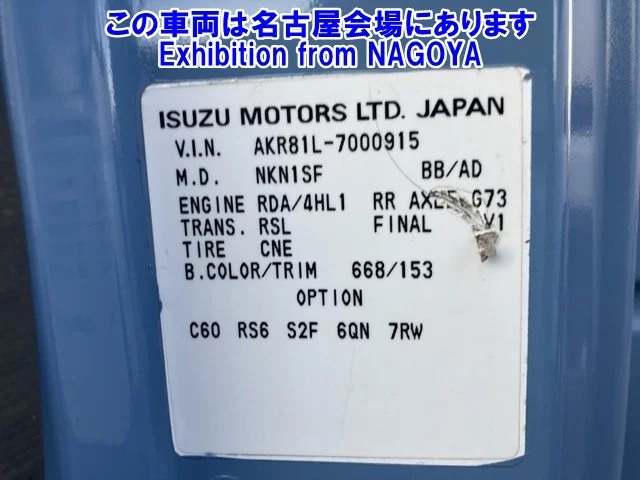 この車両は名古屋会場にあります
Exhibition from NAGOYA
ISUZU MOTORS LTD. JAPAN
V.I.N. AKR81L-7000915
M.D. NKN1SF BB/AD
ENGINE RDA/4HL1 RR AXLE G73
TRANS. RSL FINAL
TIRE CNE
B.COLOR/TRIM 668/153
OPTION
C60 RS6 S2F 6QN 7RW